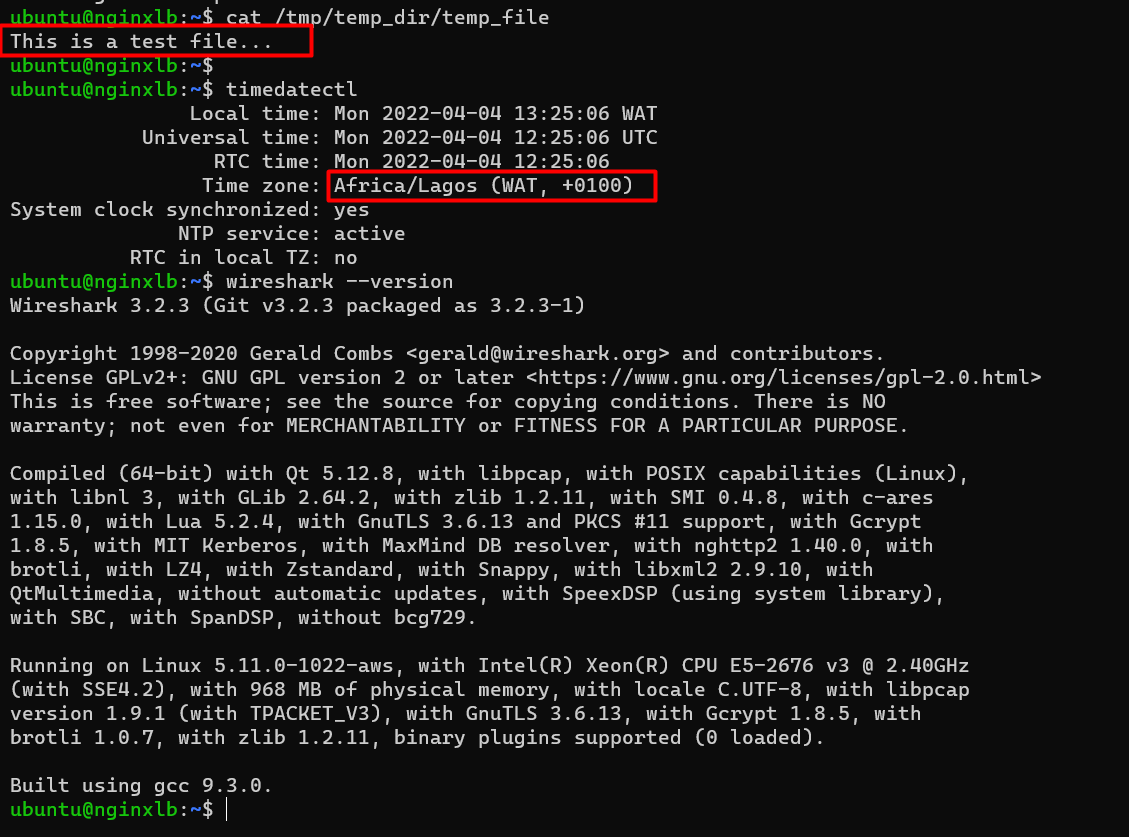 ubuntu@nginxlb:~$ cat /tmp/temp_dir/temp_file
This is a test file...
ubuntu@nginxlb:~$
ubuntu@nginxlb:~$ timedatectl
               Local time: Mon 2022-04-04 13:25:06 WAT
           Universal time: Mon 2022-04-04 12:25:06 UTC
                 RTC time: Mon 2022-04-04 12:25:06
                Time zone: Africa/Lagos (WAT, +0100)
System clock synchronized: yes
              NTP service: active
          RTC in local TZ: no
ubuntu@nginxlb:~$ wireshark --version
Wireshark 3.2.3 (Git v3.2.3 packaged as 3.2.3-1)

Copyright 1998-2020 Gerald Combs <gerald@wireshark.org> and contributors.
License GPLv2+: GNU GPL version 2 or later <https://www.gnu.org/licenses/gpl-2.0.html>
This is free software; see the source for copying conditions. There is NO
warranty; not even for MERCHANTABILITY or FITNESS FOR A PARTICULAR PURPOSE.

Compiled (64-bit) with Qt 5.12.8, with libpcap, with POSIX capabilities (Linux),
with libnl 3, with GLib 2.64.2, with zlib 1.2.11, with SMI 0.4.8, with c-ares
1.15.0, with Lua 5.2.4, with GnuTLS 3.6.13 and PKCS #11 support, with Gcrypt
1.8.5, with MIT Kerberos, with MaxMind DB resolver, with nghttp2 1.40.0, with
brotli, with LZ4, with Zstandard, with Snappy, with libxml2 2.9.10, with
QtMultimedia, without automatic updates, with SpeexDSP (using system library),
with SBC, with SpanDSP, without bcg729.

Running on Linux 5.11.0-1022-aws, with Intel(R) Xeon(R) CPU E5-2676 v3 @ 2.40GHz
(with SSE4.2), with 968 MB of physical memory, with locale C.UTF-8, with libpcap
version 1.9.1 (with TPACKET_V3), with GnuTLS 3.6.13, with Gcrypt 1.8.5, with
brotli 1.0.7, with zlib 1.2.11, binary plugins supported (0 loaded).

Built using gcc 9.3.0.
ubuntu@nginxlb:~$